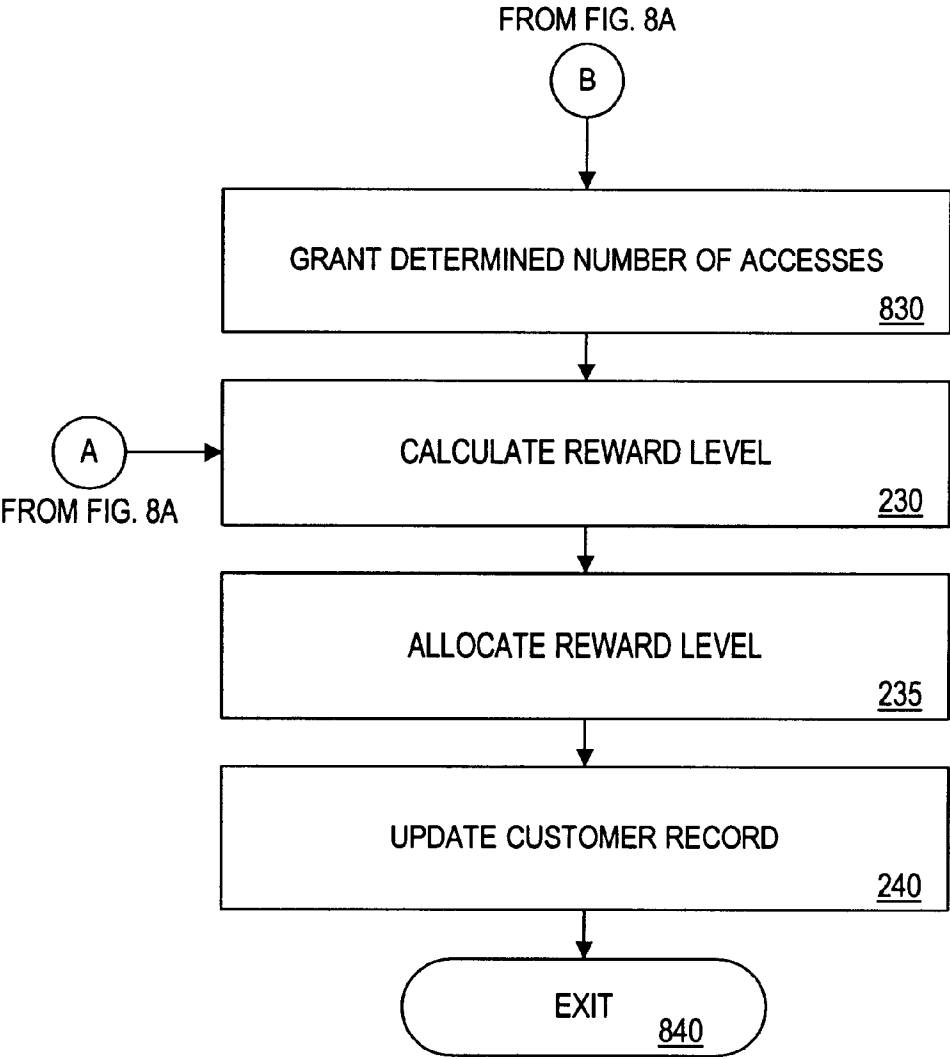 FROM FIG. 8A
B
GRANT DETERMINED NUMBER OF ACCESSES
830
A
FROM FIG. 8A
CALCULATE REWARD LEVEL
230
ALLOCATE REWARD LEVEL
235
UPDATE CUSTOMER RECORD
240
EXIT
840